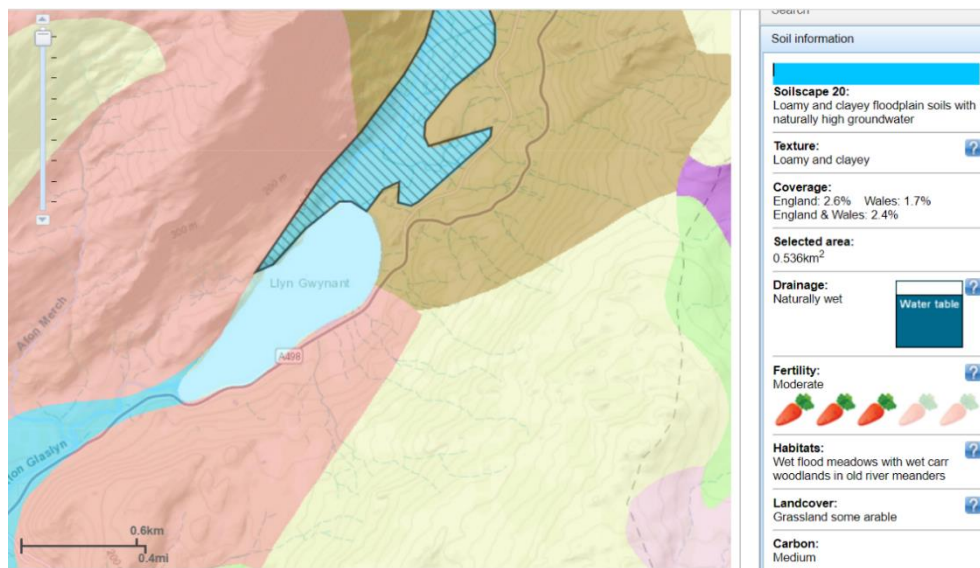 Search
Soil information
Soilscape 20:
Loamy and clayey floodplain soils with
naturally high groundwater
Texture:
Loamy and clayey
Coverage:
England: 2.6% Wales: 1.7%
England & Wales: 2.4%
Selected area:
0.536km²
Drainage:
Naturally wet
Water table
Fertility:
Moderate
Habitats:
Wet flood meadows with wet carr
woodlands in old river meanders
Landcover:
Grassland some arable
Carbon:
Medium
300 m
300 m
Llyn Gwynant
Afon Merch
A498
Glaslyn
0.6km
0.4mi
200